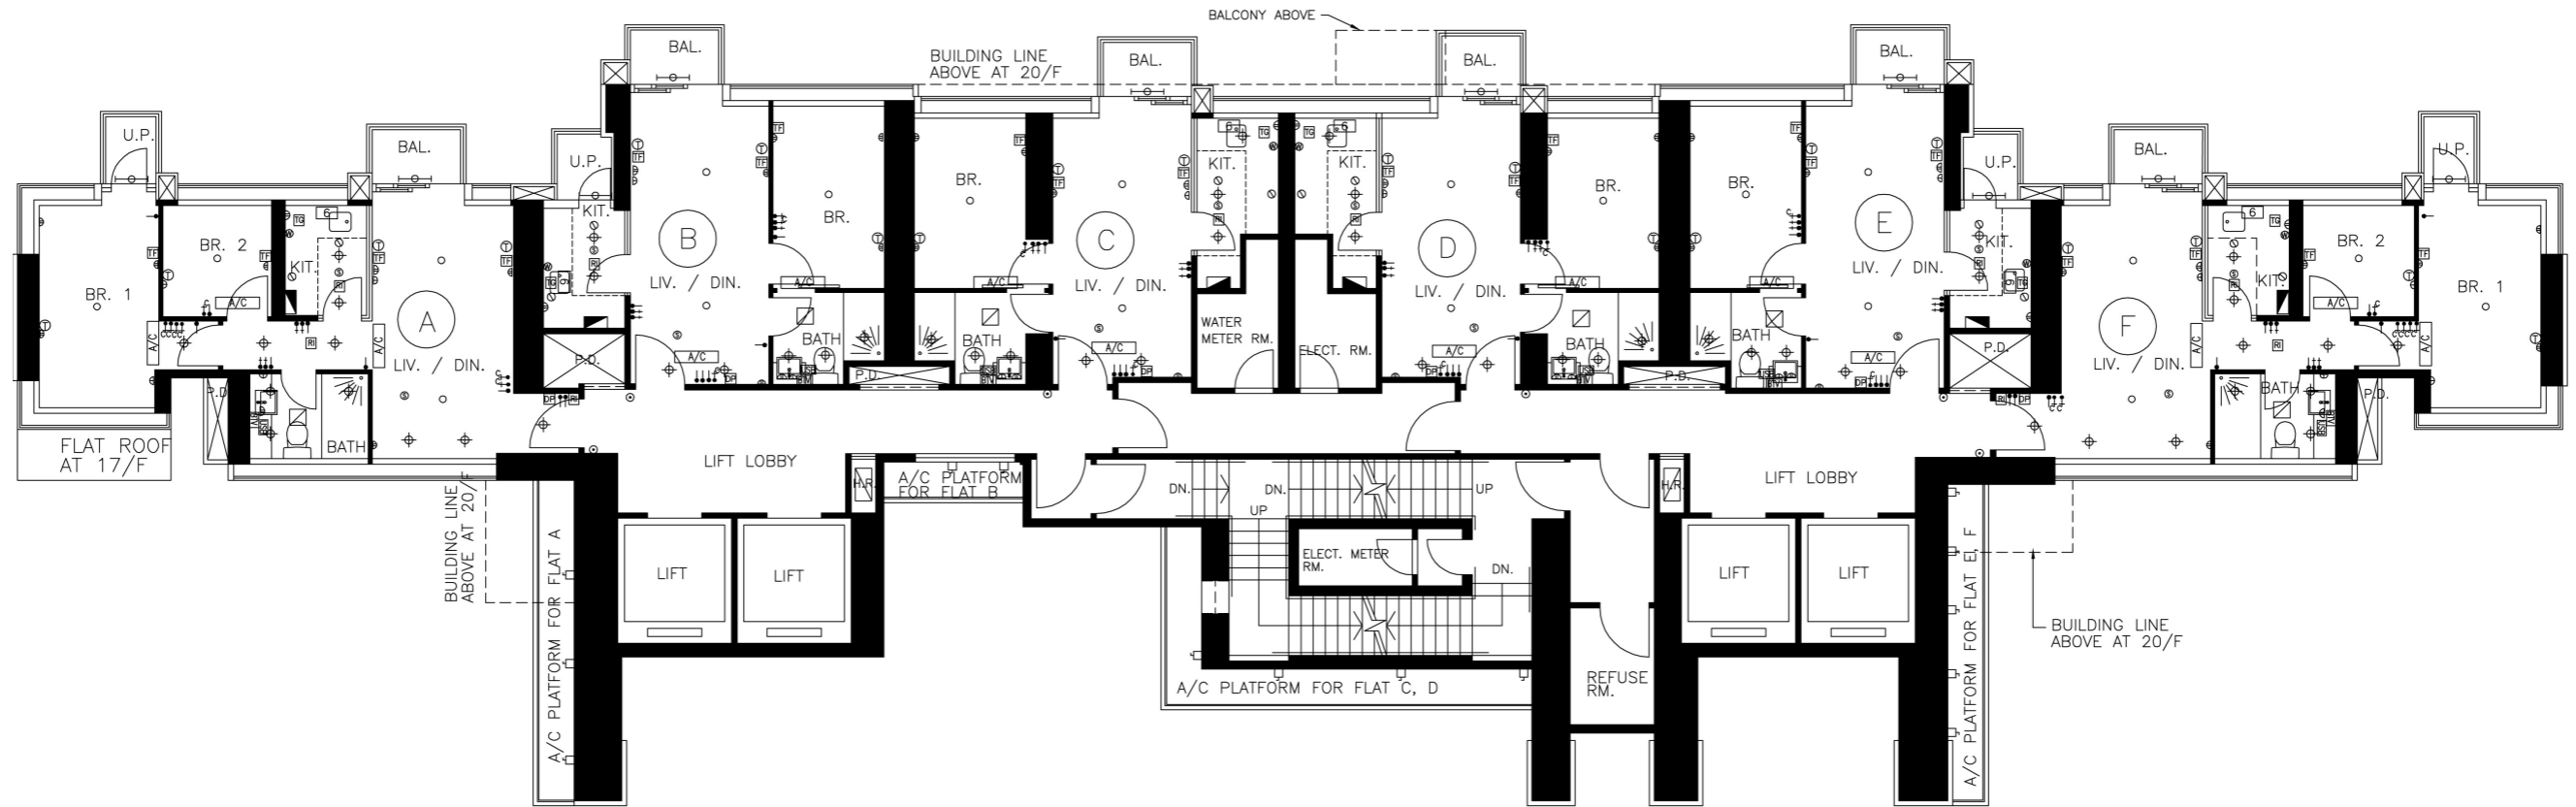 BALCONY ABOVE
BAL.
BUILDING LINE
ABOVE AT 20/F
BAL.
BAL.
BAL.
U.P.
BAL.
U.P.
KIT.
KIT.
U.P.
BAL.
U.P.
BR. 1
BR. 2
KIT.
A
LIV. / DIN.
KIT.
B
LIV. / DIN.
BR.
BR.
C
LIV. / DIN.
D
LIV. / DIN.
BR.
BR.
E
LIV. / DIN.
KIT.
F
LIV. / DIN.
KIT.
BR. 2
BR. 1
A/C
A/C
A/C
A/C
A/C
A/C
A/C
A/C
A/C
A/C
A/C
A/C
A/C
A/C
P.D.
BATH
P.D.
BATH
WATER
METER RM.
ELECT. RM.
BATH
P.D.
BATH
P.D.
P.D.
BATH
BATH
P.D.
FLAT ROOF
AT 17/F
LIFT LOBBY
H.R.
A/C PLATFORM
FOR FLAT B
DN.
DN.
UP
UP
H.R.
LIFT LOBBY
BUILDING LINE
ABOVE AT 20/F
A/C PLATFORM FOR FLAT A
LIFT
LIFT
ELECT. METER
RM.
DN.
LIFT
LIFT
A/C PLATFORM FOR FLAT E, F
BUILDING LINE
ABOVE AT 20/F
A/C PLATFORM FOR FLAT C, D
REFUSE
RM.